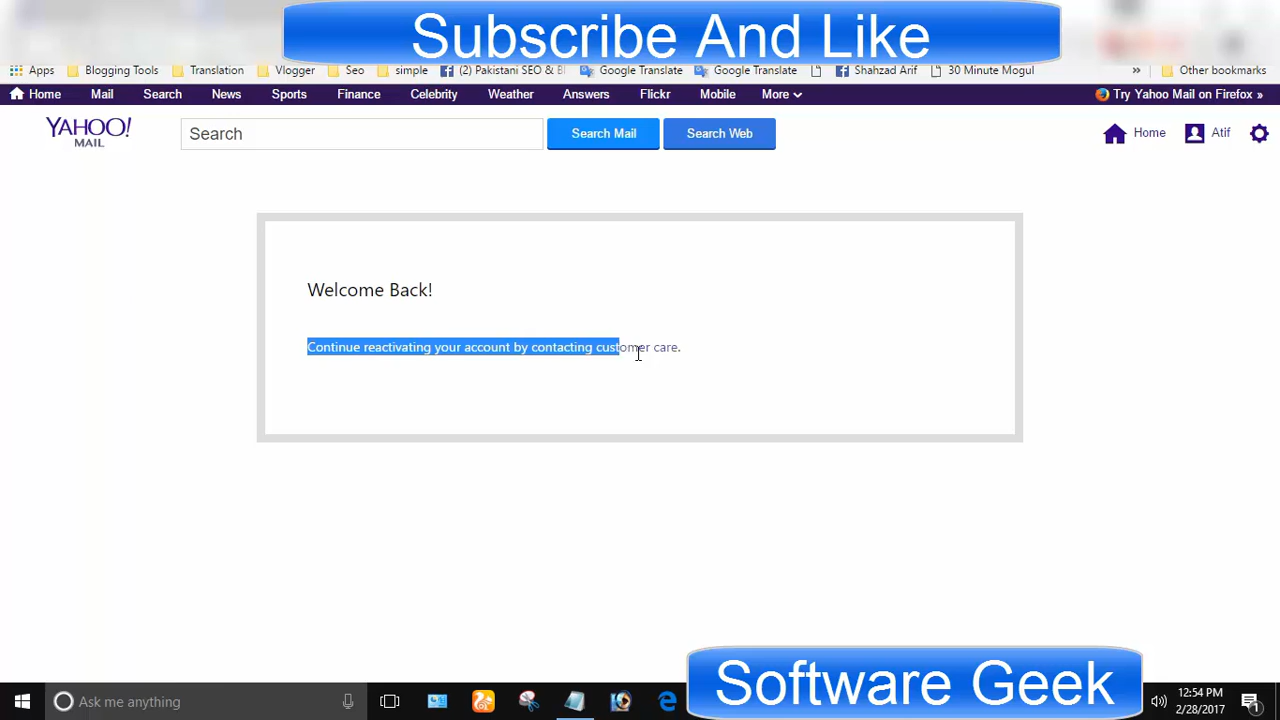 Subscribe And Like
Apps Blogging Tools Translation Vlogger Seo simple (2) Pakistani SEO & Bl Google Translate Google Translate Shahzad Arif 30 Minute Mogul » Other bookmarks
Home Mail Search News Sports Finance Celebrity Weather Answers Flickr Mobile More Try Yahoo Mail on Firefox »
YAHOO!
MAIL
Search Search Mail Search Web Home Atif
Welcome Back!
Continue reactivating your account by contacting customer care.
Software Geek
Ask me anything
12:54 PM
2/28/2017
1